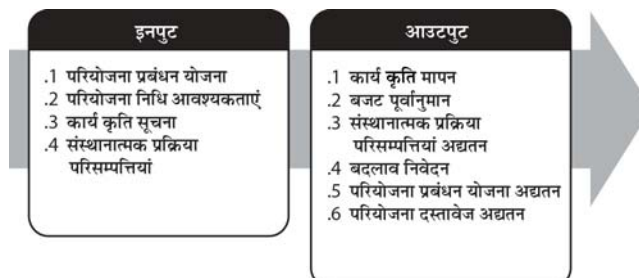 इनपुट
.1 परियोजना प्रबंधन योजना
.2 परियोजना निधि आवश्यकताएं
.3 कार्य कृति सूचना
.4 संस्थानात्मक प्रक्रिया
परिसम्पत्तियां
आउटपुट
.1 कार्य कृति मापन
.2 बजट पूर्वानुमान
.3 संस्थानात्मक प्रक्रिया
परिसम्पत्तियां अद्यतन
.4 बदलाव निवेदन
.5 परियोजना प्रबंधन योजना अद्यतन
.6 परियोजना दस्तावेज अद्यतन